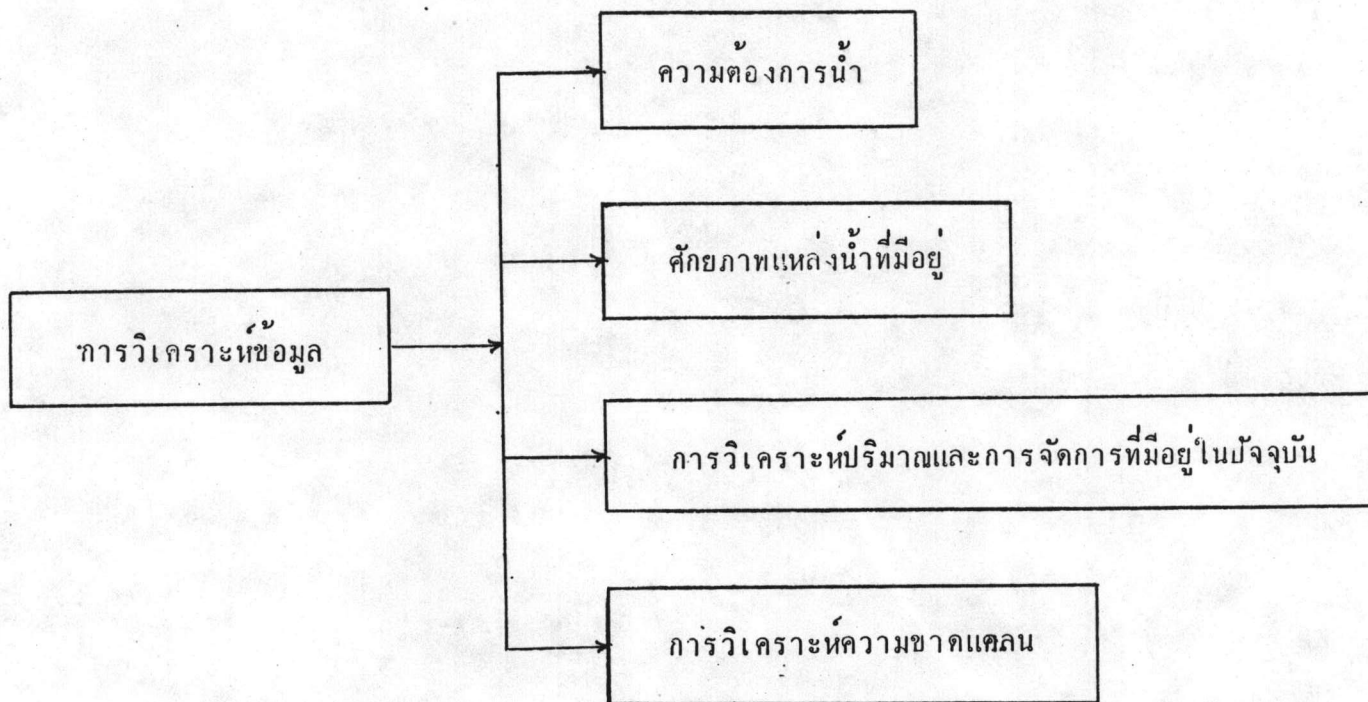 ความต้องการน้ำ
ศักยภาพแหล่งน้ำที่มีอยู่
การวิเคราะห์ข้อมูล
การวิเคราะห์ปริมาณและการจัดการที่มีอยู่ในปัจจุบัน
การวิเคราะห์ความขาดแคลน